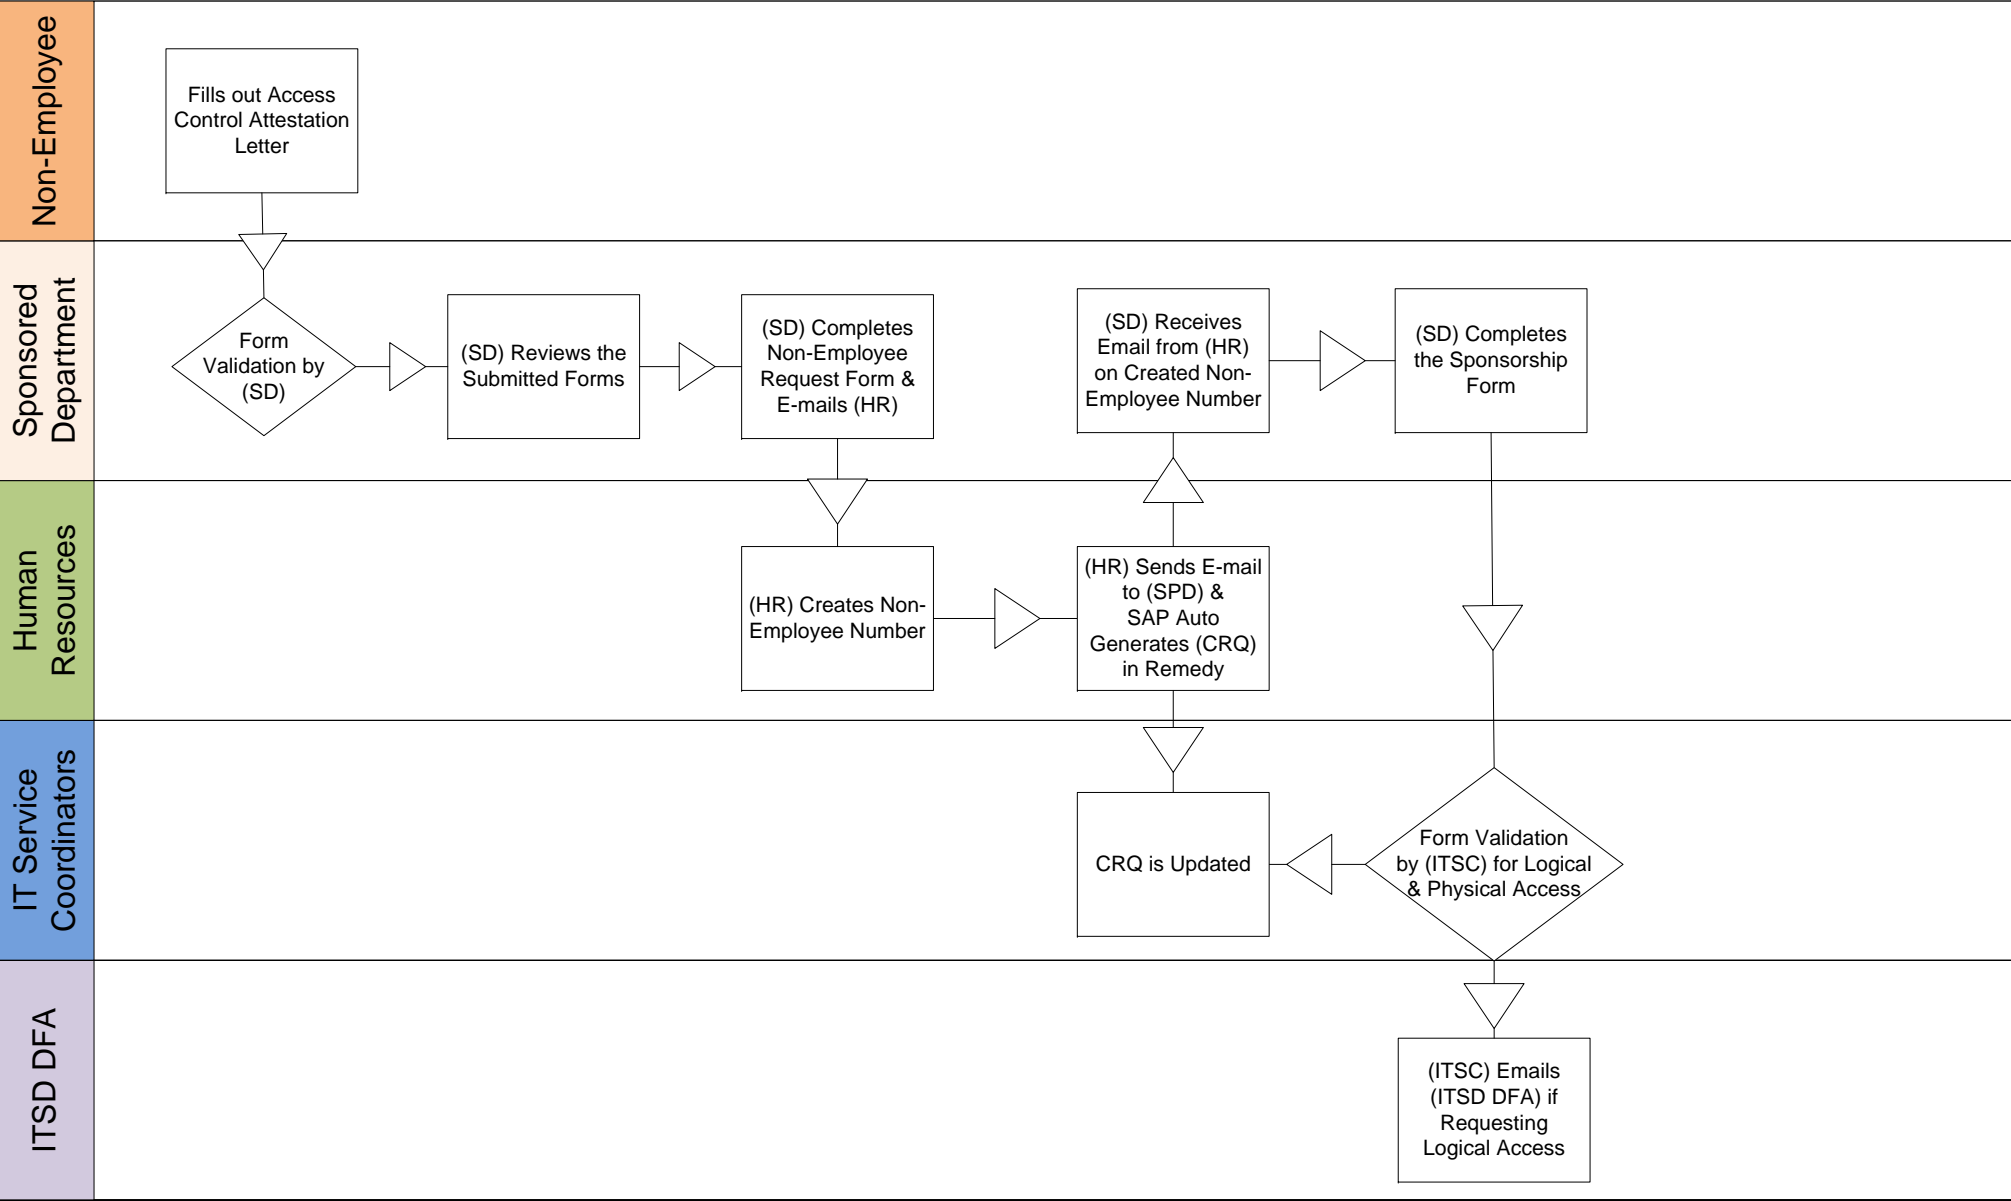 Non-Employee
Fills out Access
Control Attestation
Letter
Sponsored
Department
Form
Validation by
(SD)
(SD) Reviews the
Submitted Forms
(SD) Completes
Non-Employee
Request Form &
E-mails (HR)
(SD) Receives
Email from (HR)
on Created Non-
Employee Number
(SD) Completes
the Sponsorship
Form
Human
Resources
(HR) Creates Non-
Employee Number
(HR) Sends E-mail
to (SPD) &
SAP Auto
Generates (CRQ)
in Remedy
IT Service
Coordinators
CRQ is Updated
Form Validation
by (ITSC) for Logical
& Physical Access
ITSD DFA
(ITSC) Emails
(ITSD DFA) if
Requesting
Logical Access